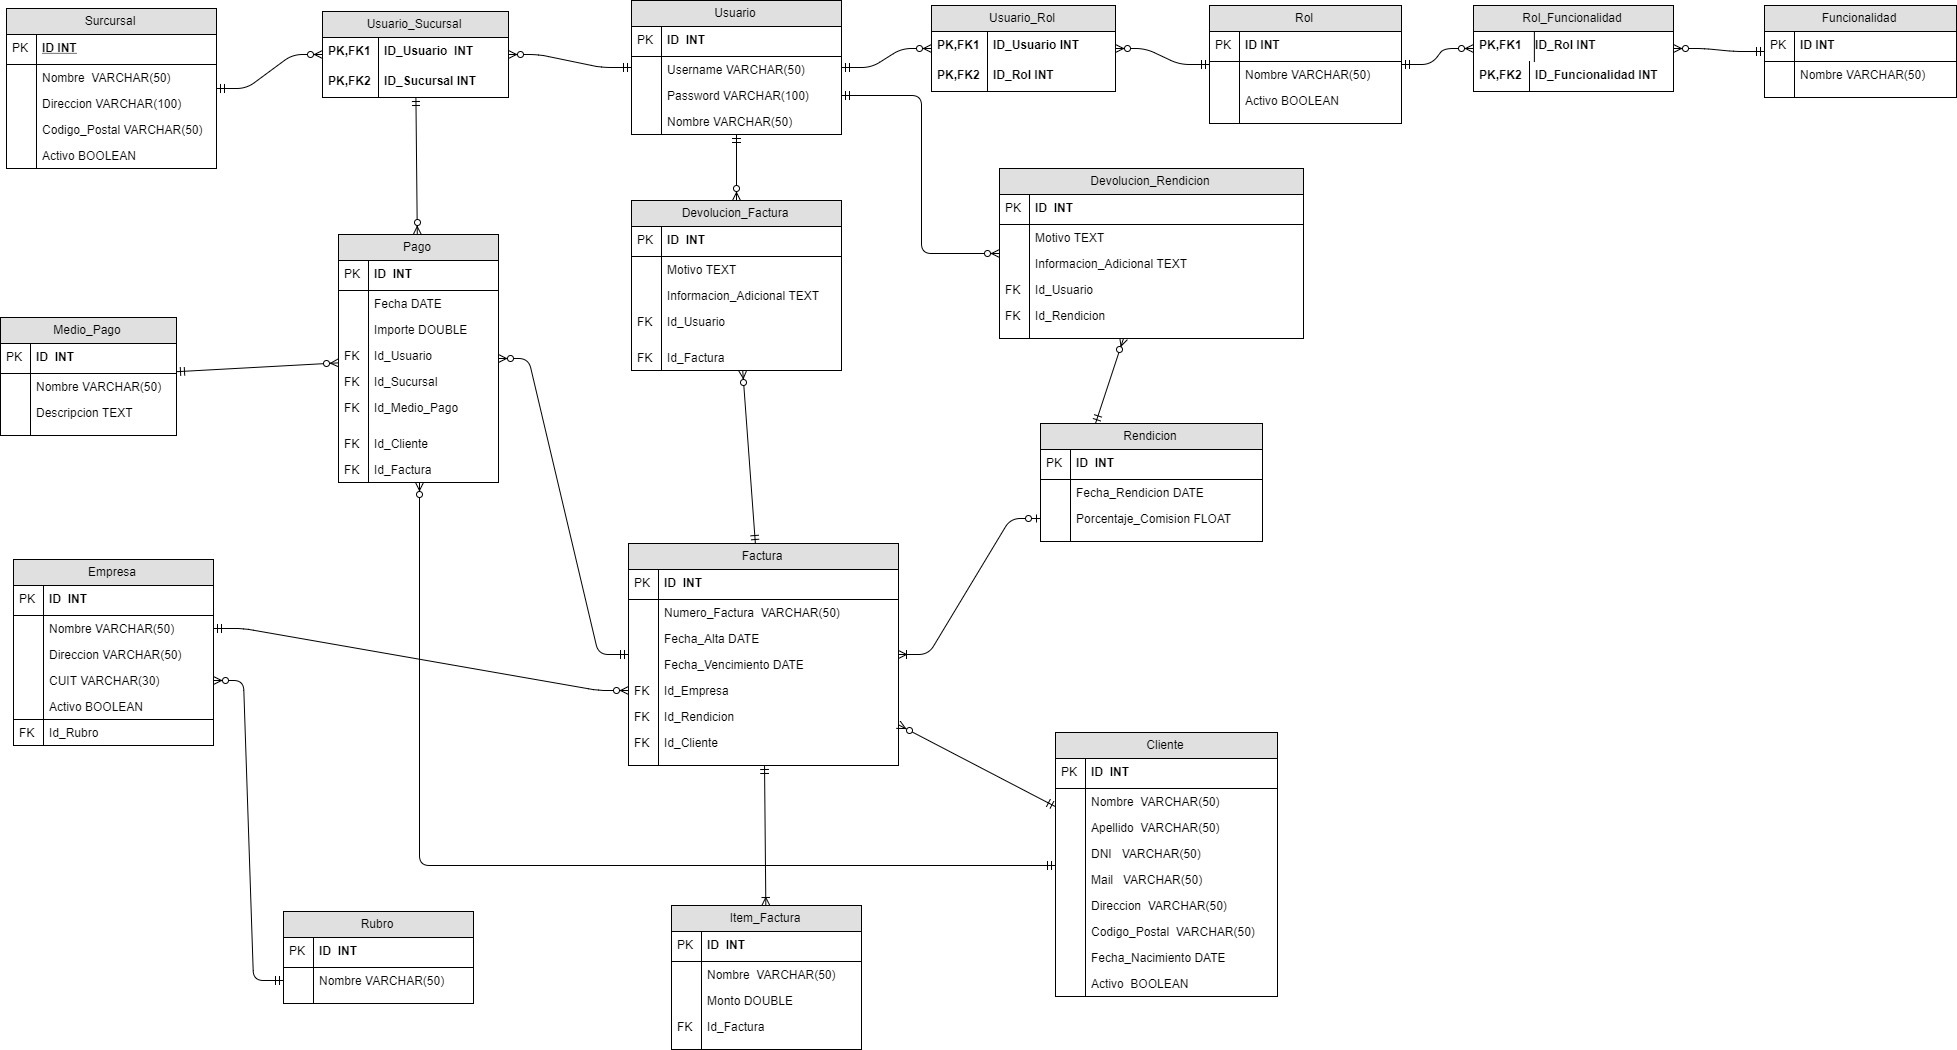 Surcursal
PK ID INT
Nombre VARCHAR(50)
Direccion VARCHAR(100)
Codigo_Postal VARCHAR(50)
Activo BOOLEAN
Usuario_Sucursal
PK,FK1 ID_Usuario INT
PK,FK2 ID_Sucursal INT
Usuario
PK ID INT
Username VARCHAR(50)
Password VARCHAR(100)
Nombre VARCHAR(50)
Usuario_Rol
PK,FK1 ID_Usuario INT
PK,FK2 ID_Rol INT
Rol
PK ID INT
Nombre VARCHAR(50)
Activo BOOLEAN
Rol_Funcionalidad
PK,FK1 ID_Rol INT
PK,FK2 ID_Funcionalidad INT
Funcionalidad
PK ID INT
Nombre VARCHAR(50)
Devolucion_Rendicion
PK ID INT
Motivo TEXT
Informacion_Adicional TEXT
FK Id_Usuario
FK Id_Rendicion
Devolucion_Factura
PK ID INT
Motivo TEXT
Informacion_Adicional TEXT
FK Id_Usuario
FK Id_Factura
Pago
PK ID INT
Fecha DATE
Importe DOUBLE
FK Id_Usuario
FK Id_Sucursal
FK Id_Medio_Pago
FK Id_Cliente
FK Id_Factura
Medio_Pago
PK ID INT
Nombre VARCHAR(50)
Descripcion TEXT
Rendicion
PK ID INT
Fecha_Rendicion DATE
Porcentaje_Comision FLOAT
Factura
PK ID INT
Numero_Factura VARCHAR(50)
Fecha_Alta DATE
Fecha_Vencimiento DATE
FK Id_Empresa
FK Id_Rendicion
FK Id_Cliente
Empresa
PK ID INT
Nombre VARCHAR(50)
Direccion VARCHAR(50)
CUIT VARCHAR(30)
Activo BOOLEAN
FK Id_Rubro
Cliente
PK ID INT
Nombre VARCHAR(50)
Apellido VARCHAR(50)
DNI VARCHAR(50)
Mail VARCHAR(50)
Direccion VARCHAR(50)
Codigo_Postal VARCHAR(50)
Fecha_Nacimiento DATE
Activo BOOLEAN
Rubro
PK ID INT
Nombre VARCHAR(50)
Item_Factura
PK ID INT
Nombre VARCHAR(50)
Monto DOUBLE
FK Id_Factura